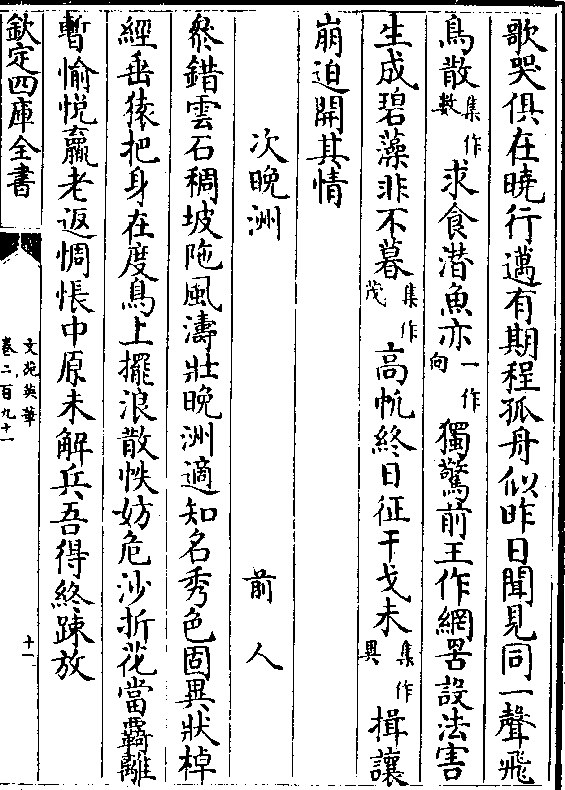 歌哭俱在曉行邁有期程孤舟似昨日聞見同一聲飛
鳥散集作數求食潛魚亦一作向獨驚前王作網罟設法害
生成碧藻非不暮集作茂高帆終日征干戈未集作異揖讓
崩迫開其情
次晚洲 前人
叅錯雲石稠坡陁風濤壯晚洲適知名秀色固異狀棹
經垂猿把身在度鳥上擺浪散帙妨危沙折花當羈離
暫愉悅羸老返惆悵中原未解兵吾得終踈放
欽定四庫全書
文苑英華
卷二百九十一
十一